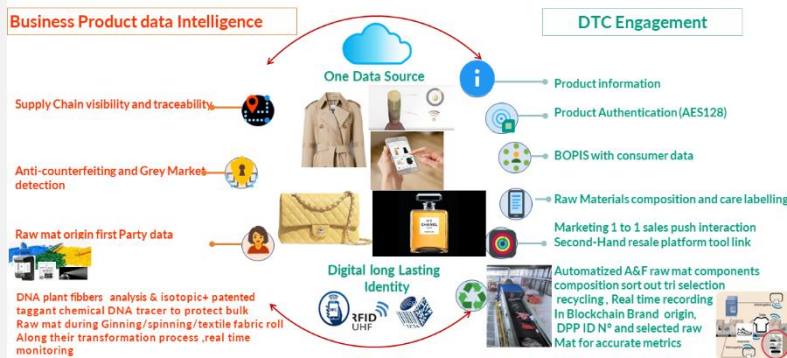 Business Product data Intelligence
Supply Chain visibility and traceability
Anti-counterfeiting and Grey Market
detection
Raw mat origin first Party data
DNA plant fibbers analysis & isotopic+ patented
taggant chemical DNA tracer to protect bulk
Raw mat during Ginning/spinning/textile fabric roll
Along their transformation process ,real time
monitoring
One Data Source
CHANEL
Digital long Lasting
Identity
RFID
UHF
DTC Engagement
Product information
Product Authentication (AES128)
BOPIS with consumer data
Raw Materials composition and care labelling
Marketing 1 to 1 sales push interaction
Second-Hand resale platform tool link
Automatized A&F raw mat components
composition sort out tri selection
recycling , Real time recording
In Blockchain Brand origin,
DPP ID N° and selected raw
Mat for accurate metrics